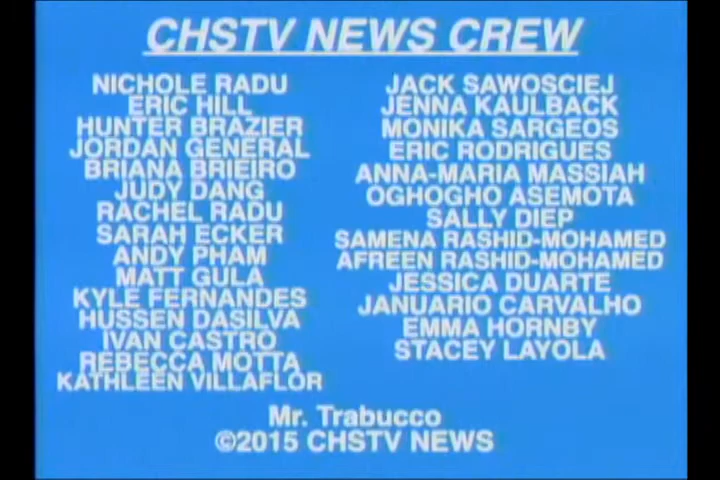 CHSTV NEWS CREW
NICHOLE RADU
ERIC HILL
HUNTER BRAZIER
JORDAN GENERAL
BRIANA BRIEIRO
JUDY DANG
RACHEL RADU
SARAH ECKER
ANDY PHAM
MATT GULA
KYLE FERNANDES
HUSSEN DASILVA
IVAN CASTRO
REBECCA MOTTA
KATHLEEN VILLAFLOR
JACK SAWOSCIEJ
JENNA KAULBACK
MONIKA SARGEOS
ERIC RODRIGUES
ANNA-MARIA MASSIAH
OGHOGHO ASEMOTA
SALLY DIEP
SAMENA RASHID-MOHAMED
AFREEN RASHID-MOHAMED
JESSICA DUARTE
JANUARIO CARVALHO
EMMA HORNBY
STACEY LAYOLA
Mr. Trabucco
©2015 CHSTV NEWS